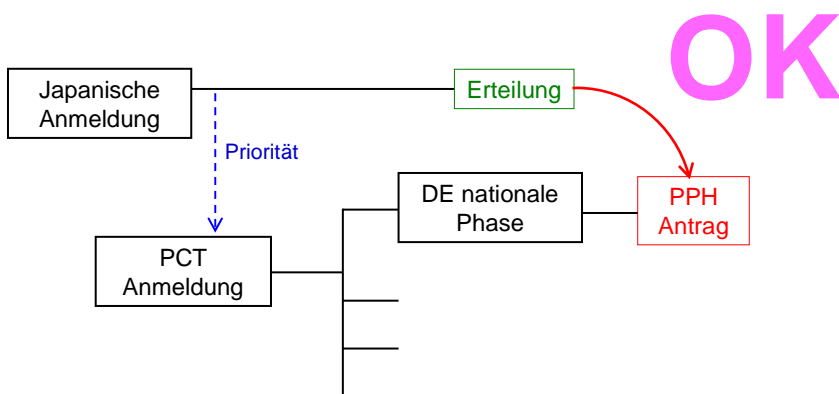 OK
Japanische
Anmeldung
Erteilung
Priorität
DE nationale
Phase
PPH
Antrag
PCT
Anmeldung